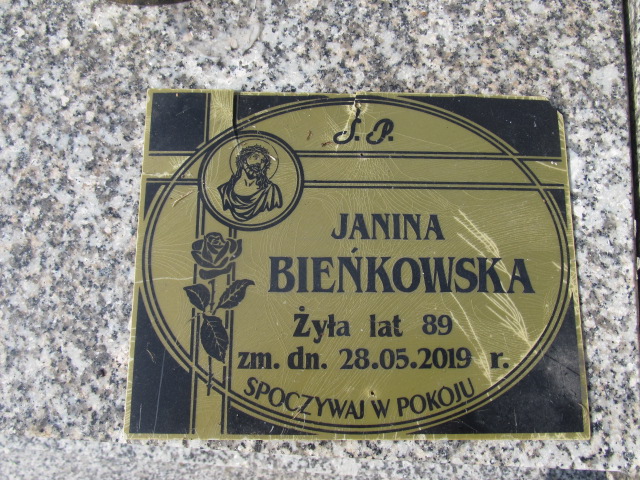 Ś. P.
JANINA
BIEŃKOWSKA
Żyła lat 89
zm. dn. 28.05.2019 r.
SPOCZYWAJ W POKOJU